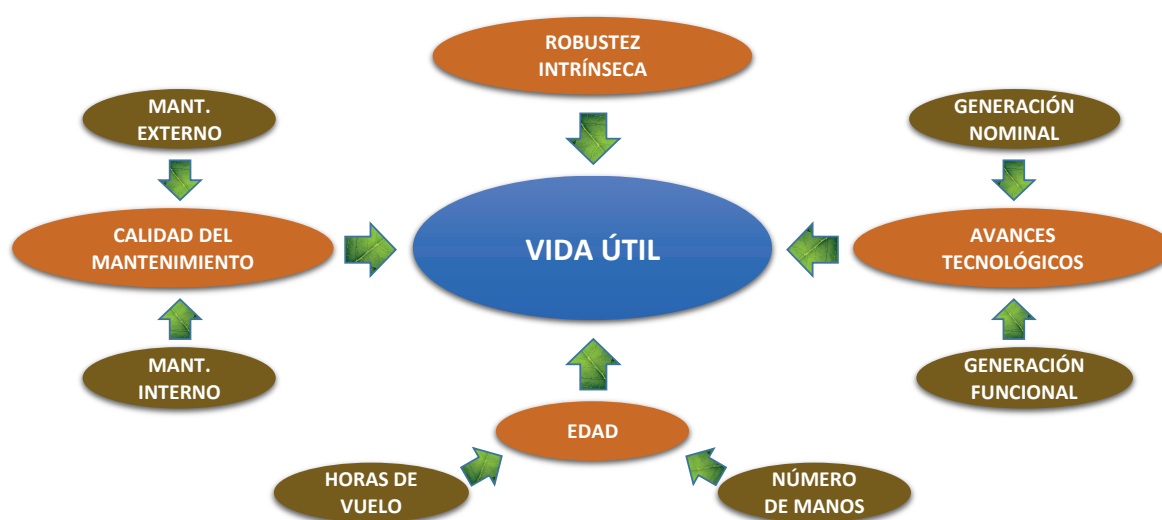 ROBUSTEZ
INTRÍNSECA
MANT.
EXTERNO
GENERACIÓN
NOMINAL
CALIDAD DEL
MANTENIMIENTO
VIDA ÚTIL
AVANCES
TECNOLÓGICOS
MANT.
INTERNO
GENERACIÓN
FUNCIONAL
EDAD
HORAS DE
VUELO
NÚMERO
DE MANOS